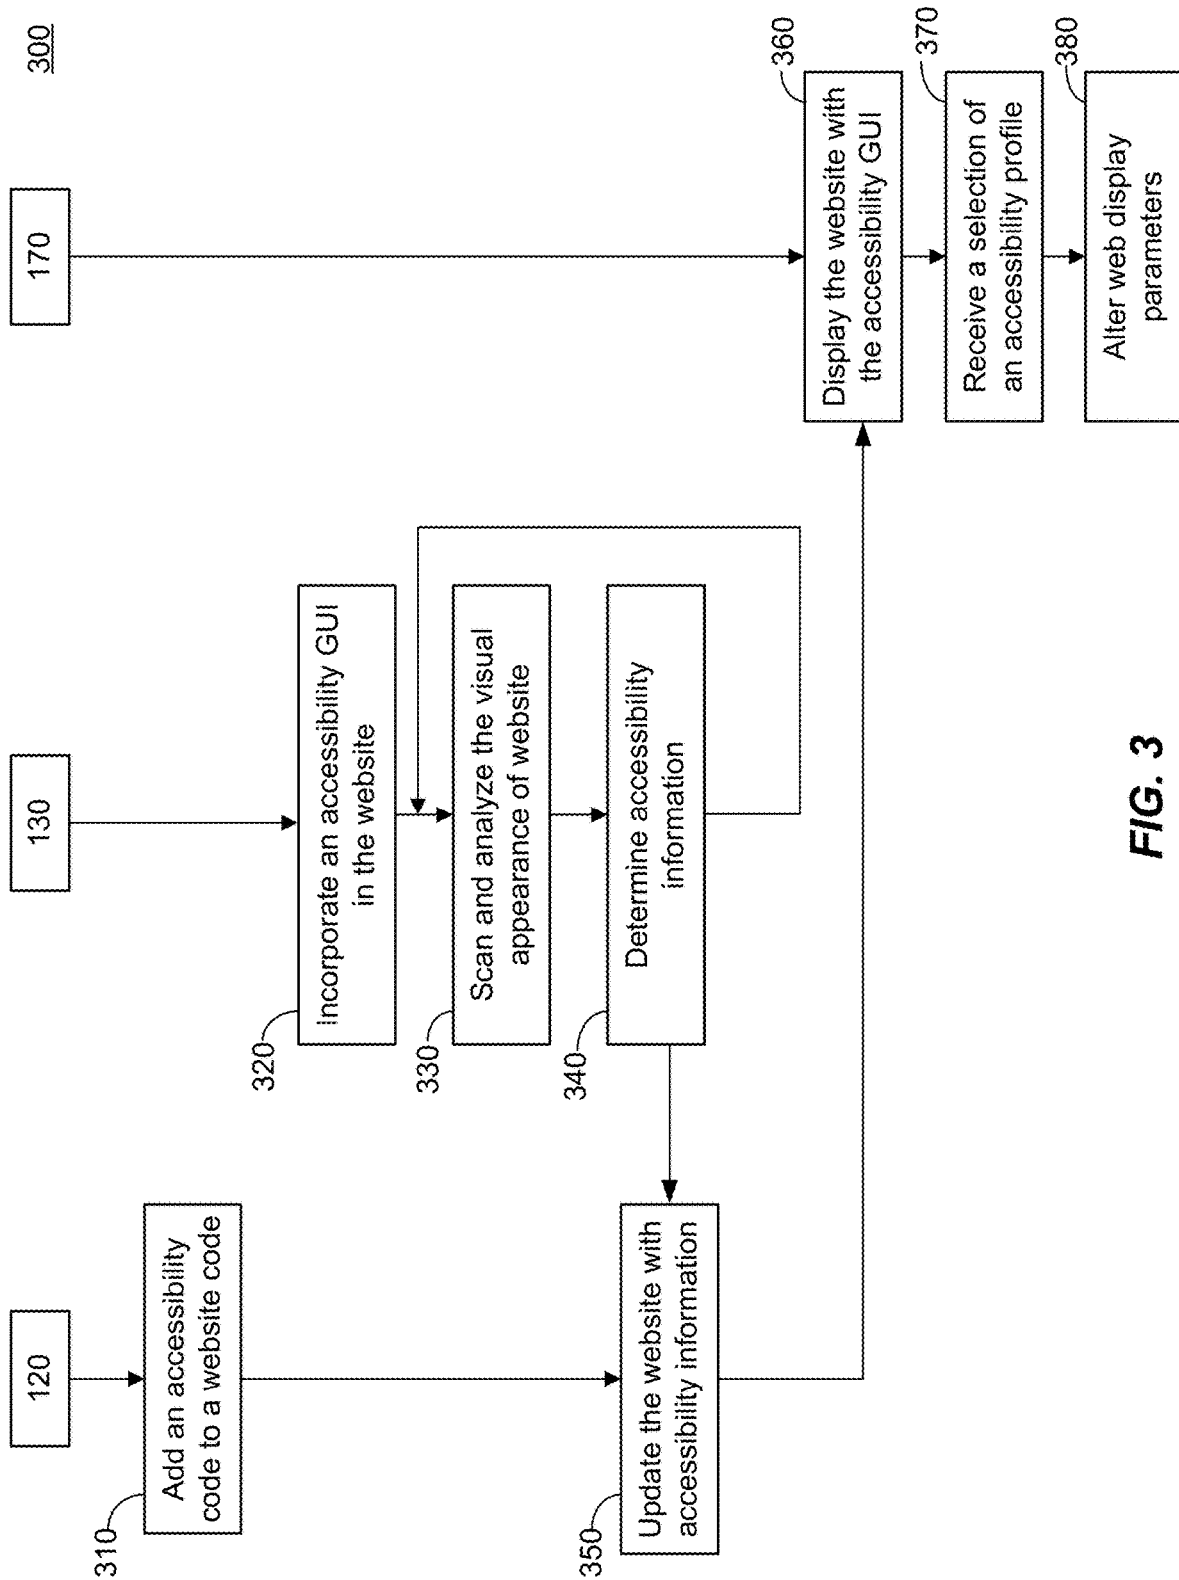 300
120
130
170
310
Add an accessibility
code to a website code
320
Incorporate an accessibility GUI
in the website
330
Scan and analyze the visual
appearance of website
340
Determine accessibility
information
350
Update the website with
accessibility information
360
Display the website with
the accessibility GUI
370
Receive a selection of
an accessibility profile
380
Alter web display
parameters
FIG. 3